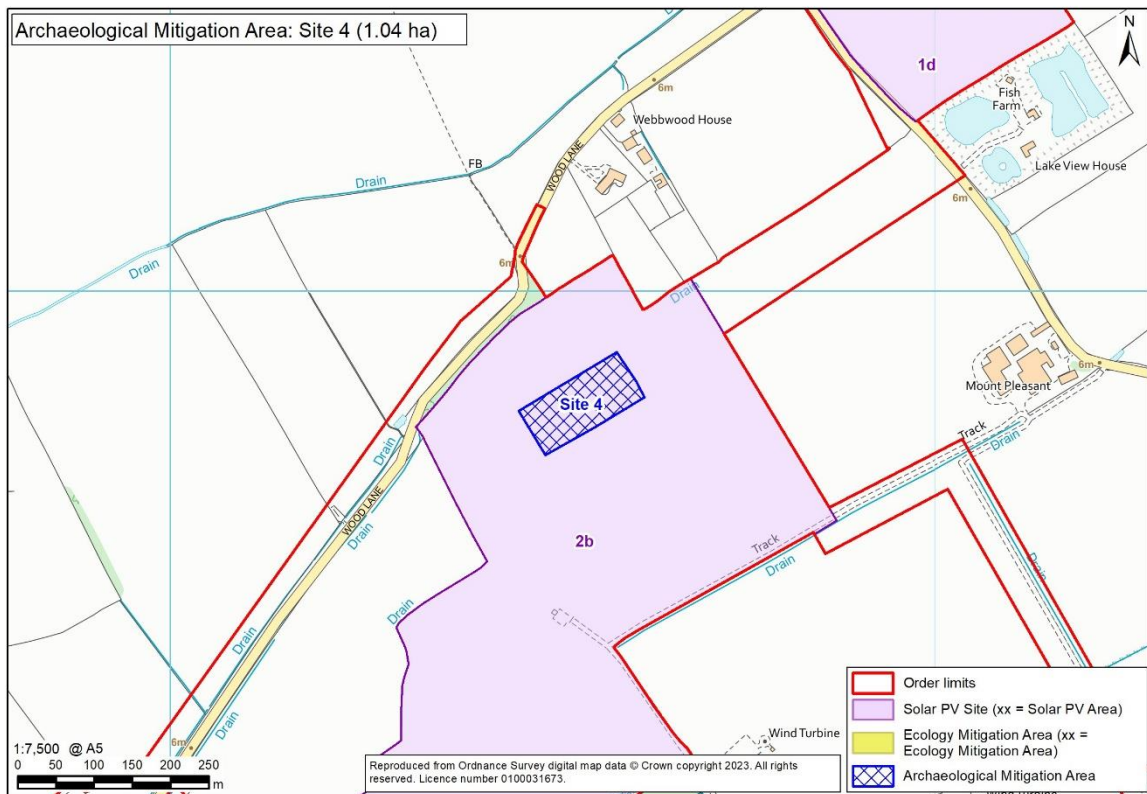 Archaeological Mitigation Area: Site 4 (1.04 ha)
N
1d
6m
Fish
Farm
Webbwood House
Lake View House
WOOD LANE
FB
Drain
Drain
6m
6m
Drain
Mount Pleasant
6m
Site 4
Track
Drain
Drain
WOOD LANE
Drain
2b
Track
Drain
Drain
Drain
Drain
Drain
6m
Wind Turbine
1:7,500 @ A5
0 50 100 150 200 250
m
Reproduced from Ordnance Survey digital map data © Crown copyright 2023. All rights
reserved. Licence number 0100031673.
Order limits
Solar PV Site (xx = Solar PV Area)
Ecology Mitigation Area (xx =
Ecology Mitigation Area)
Archaeological Mitigation Area